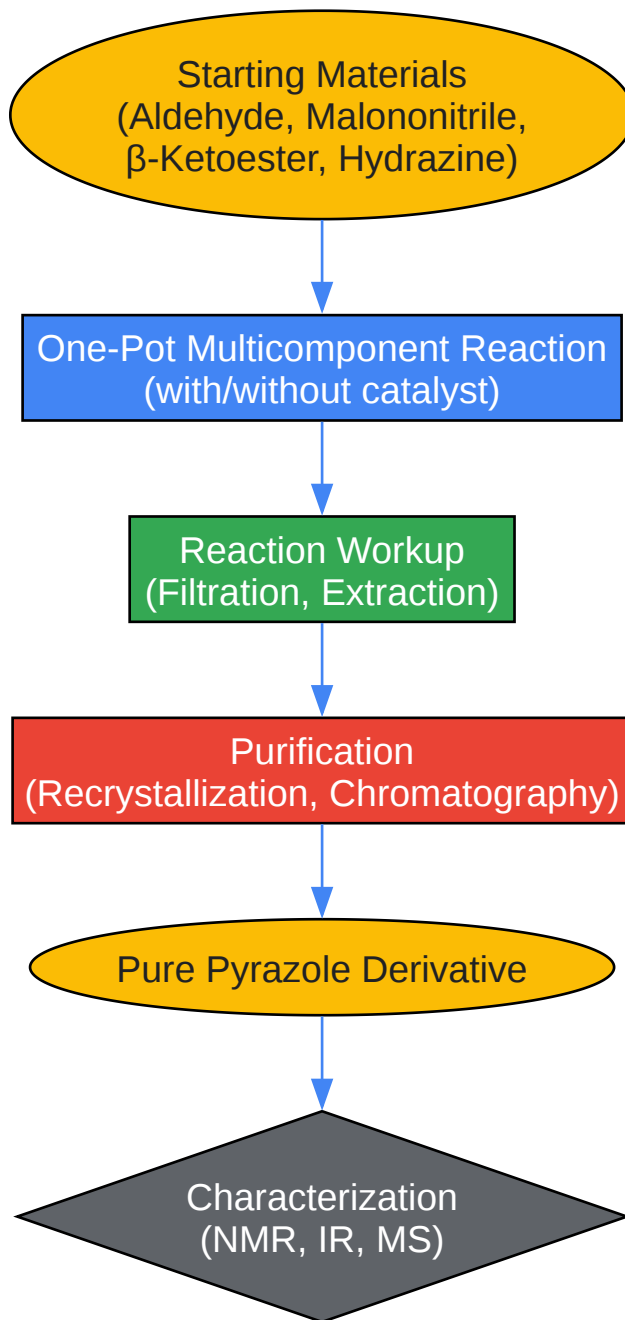 Starting Materials
(Aldehyde, Malononitrile,
β-Ketoester, Hydrazine)
One-Pot Multicomponent Reaction
(with/without catalyst)
Reaction Workup
(Filtration, Extraction)
Purification
(Recrystallization, Chromatography)
Pure Pyrazole Derivative
Characterization
(NMR, IR, MS)